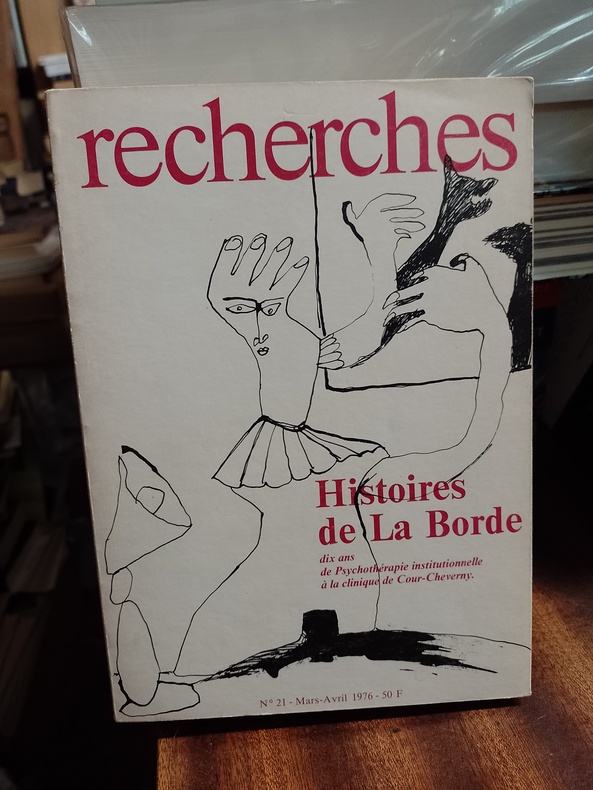 recherches
Histoires
de La Borde
dix ans
de Psychothérapie institutionnelle
à la clinique de Cour-Cheverny.
N° 21 - Mars-Avril 1976 - 50 F